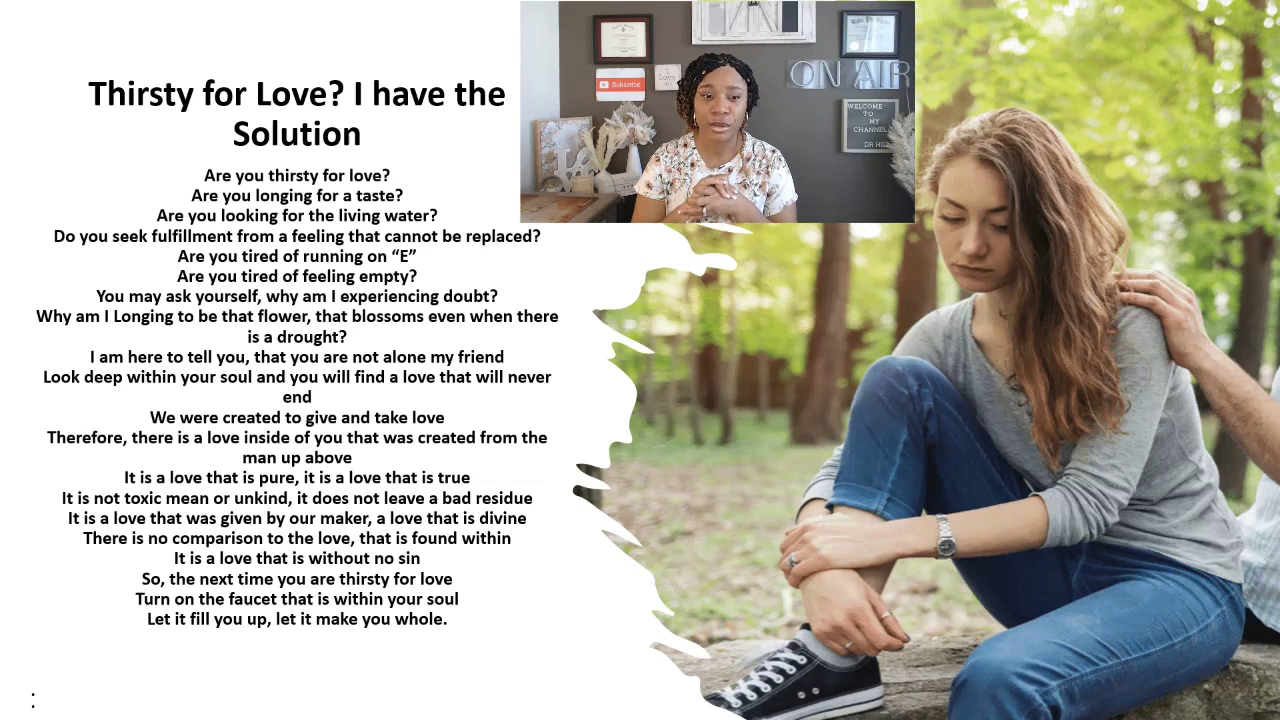 Thirsty for Love? I have the
Solution
Are you thirsty for love?
Are you longing for a taste?
Are you looking for the living water?
Do you seek fulfillment from a feeling that cannot be replaced?
Are you tired of running on “E”
Are you tired of feeling empty?
You may ask yourself, why am I experiencing doubt?
Why am I Longing to be that flower, that blossoms even when there
is a drought?
I am here to tell you, that you are not alone my friend
Look deep within your soul and you will find a love that will never
end
We were created to give and take love
Therefore, there is a love inside of you that was created from the
man up above
It is a love that is pure, it is a love that is true
It is not toxic mean or unkind, it does not leave a bad residue
It is a love that was given by our maker, a love that is divine
There is no comparison to the love, that is found within
It is a love that is without no sin
So, the next time you are thirsty for love
Turn on the faucet that is within your soul
Let it fill you up, let it make you whole.
:
Subscribe
Love
ON AIR
WELCOME
TO
MY
CHANNEL
DR HILL